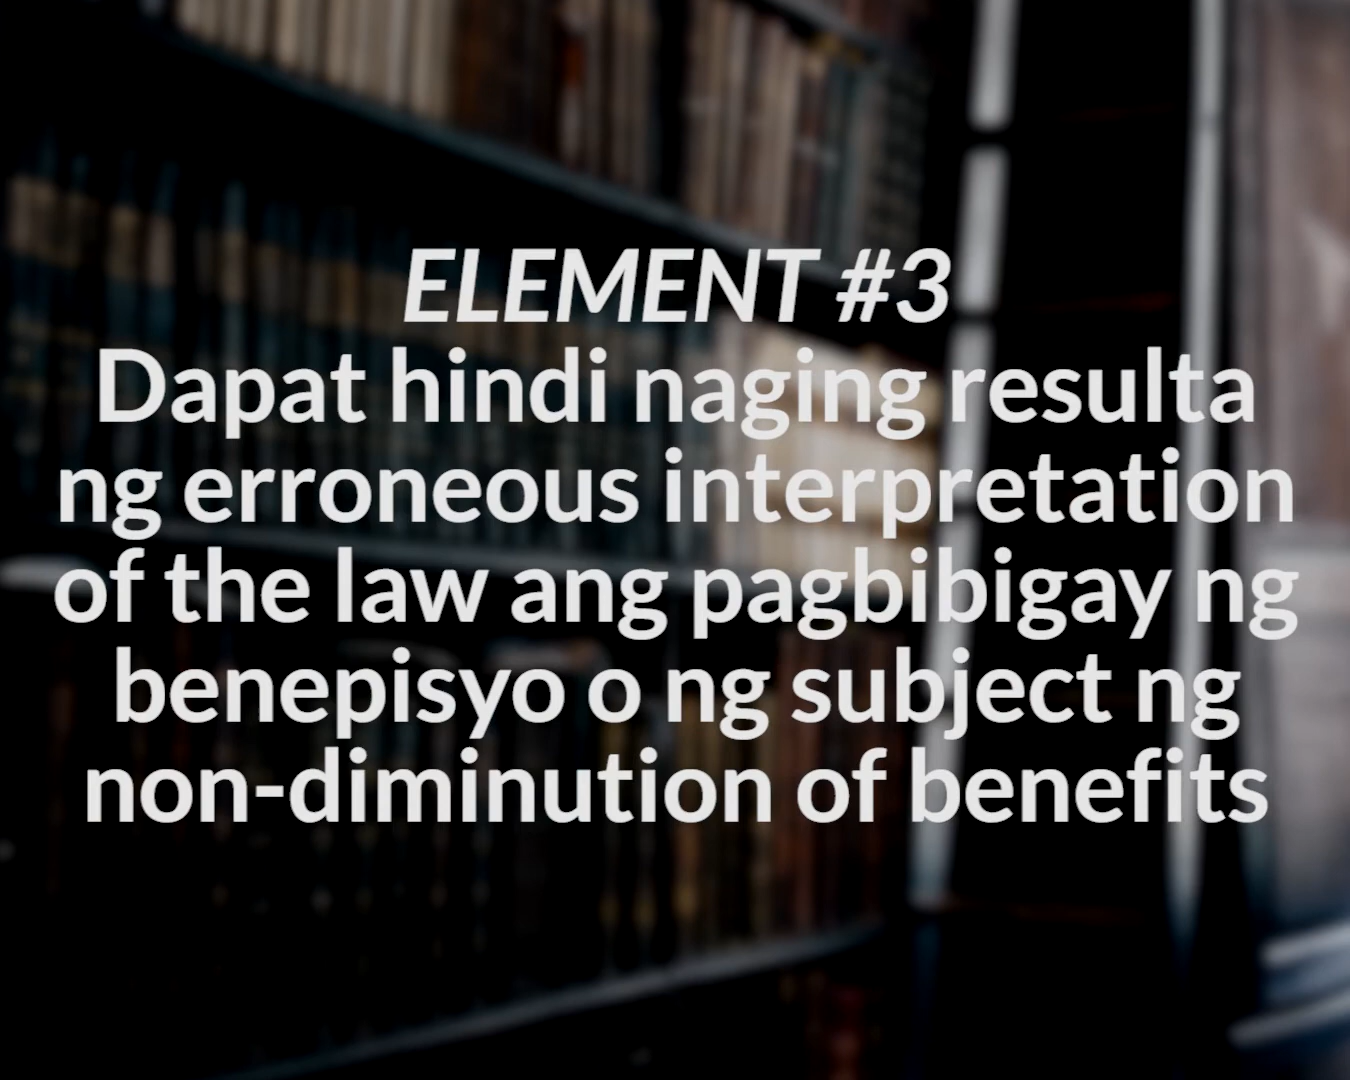 ELEMENT #3
Dapat hindi naging resulta
ng erroneous interpretation
of the law ang pagbibigay ng
benepisyo o ng subject ng
non-diminution of benefits